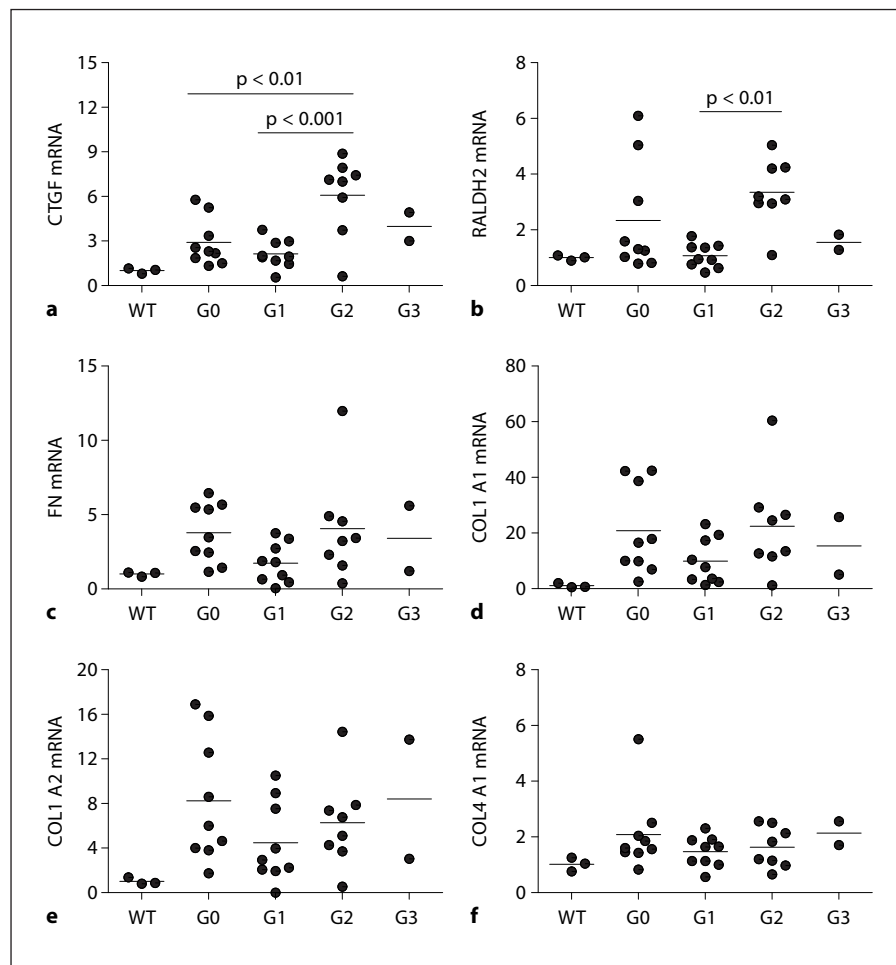 15
12
9
6
3
0
CTGF mRNA
p < 0.01
p < 0.001
a
WT G0 G1 G2 G3
8
6
4
2
0
RALDH2 mRNA
p < 0.01
b
WT G0 G1 G2 G3
15
10
5
0
FN mRNA
c
WT G0 G1 G2 G3
80
60
40
20
0
COL1 A1 mRNA
d
WT G0 G1 G2 G3
20
16
12
8
4
0
COL1 A2 mRNA
e
WT G0 G1 G2 G3
8
6
4
2
0
COL4 A1 mRNA
f
WT G0 G1 G2 G3